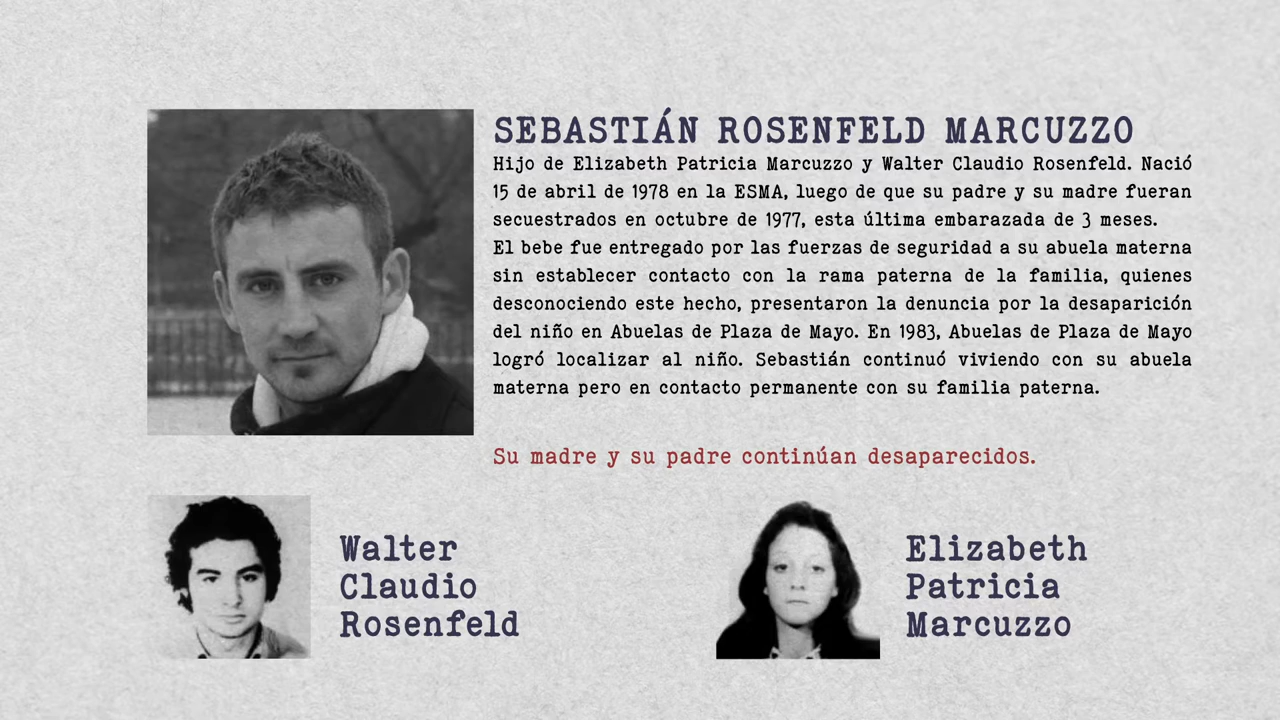 SEBASTIÁN ROSENFELD MARCUZZO
Hijo de Elizabeth Patricia Marcuzzo y Walter Claudio Rosenfeld. Nació
15 de abril de 1978 en la ESMA, luego de que su padre y su madre fueran
secuestrados en octubre de 1977, esta última embarazada de 3 meses.
El bebe fue entregado por las fuerzas de seguridad a su abuela materna
sin establecer contacto con la rama paterna de la familia, quienes
desconociendo este hecho, presentaron la denuncia por la desaparición
del niño en Abuelas de Plaza de Mayo. En 1983, Abuelas de Plaza de Mayo
logró localizar al niño. Sebastián continuó viviendo con su abuela
materna pero en contacto permanente con su familia paterna.
Su madre y su padre continúan desaparecidos.
Walter
Claudio
Rosenfeld
Elizabeth
Patricia
Marcuzzo